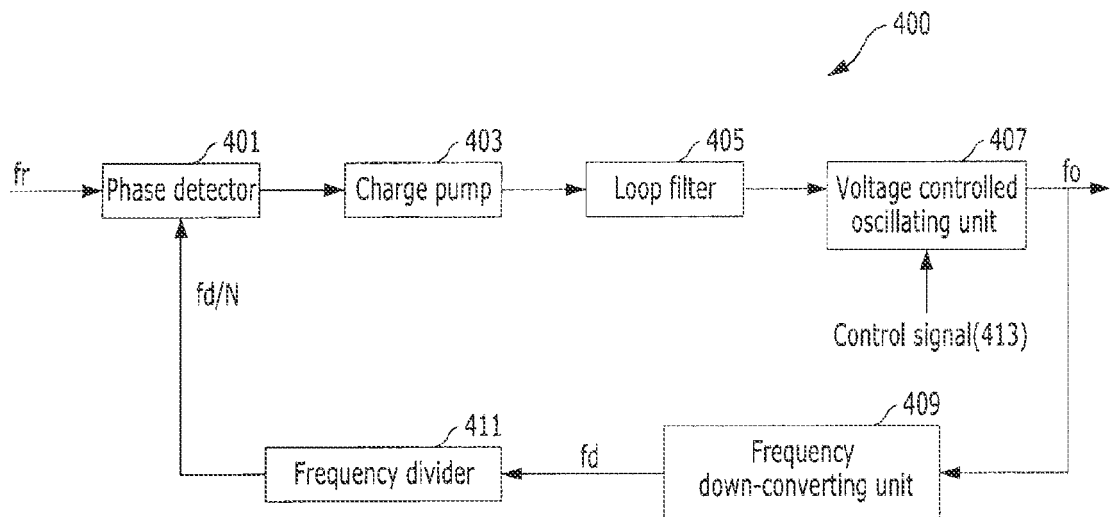 400
401
403
405
407
fr
Phase detector
Charge pump
Loop filter
Voltage controlled
oscillating unit
fo
fd/N
Control signal(413)
411
409
Frequency divider
fd
Frequency
down-converting unit